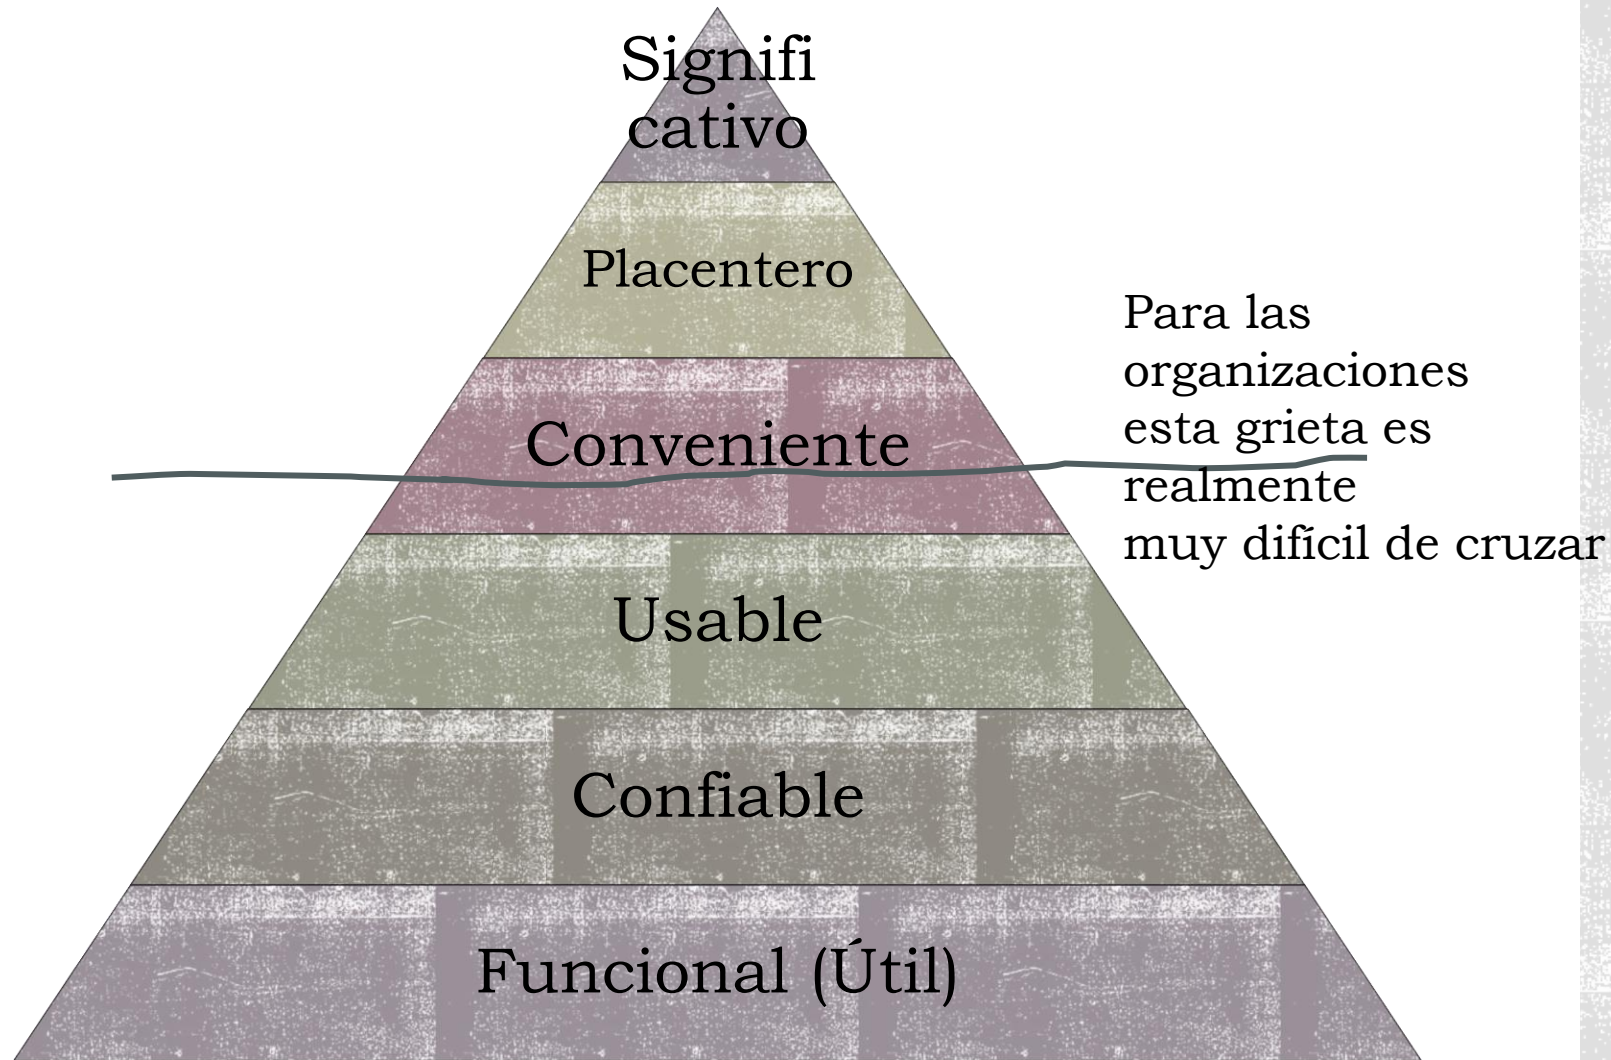 Signifi
cativo
Placentero
Conveniente
Usable
Confiable
Funcional (Útil)
Para las
organizaciones
esta grieta es
realmente
muy difícil de cruzar